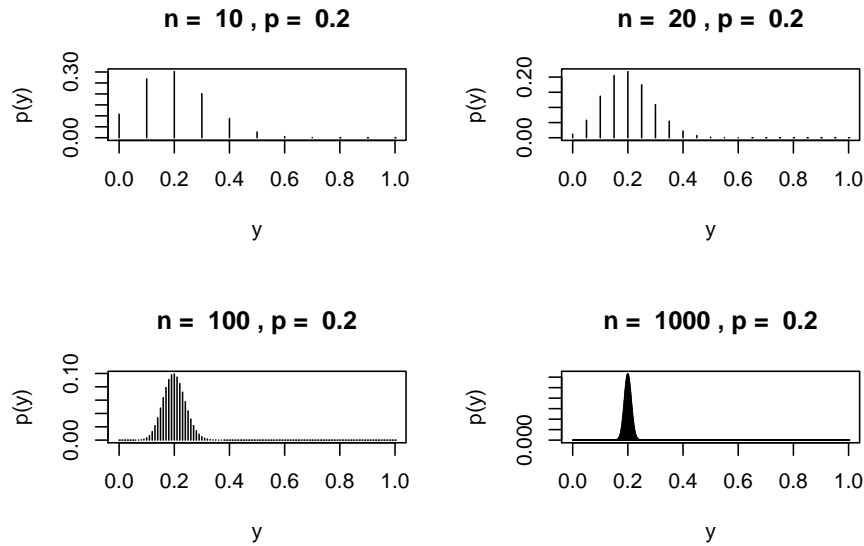 n = 10 , p = 0.2
0.30
0.00
p(y)
0.0 0.2 0.4 0.6 0.8 1.0
y
n = 20 , p = 0.2
0.20
0.00
p(y)
0.0 0.2 0.4 0.6 0.8 1.0
y
n = 100 , p = 0.2
0.10
0.00
p(y)
0.0 0.2 0.4 0.6 0.8 1.0
y
n = 1000 , p = 0.2
0.000
p(y)
0.0 0.2 0.4 0.6 0.8 1.0
y